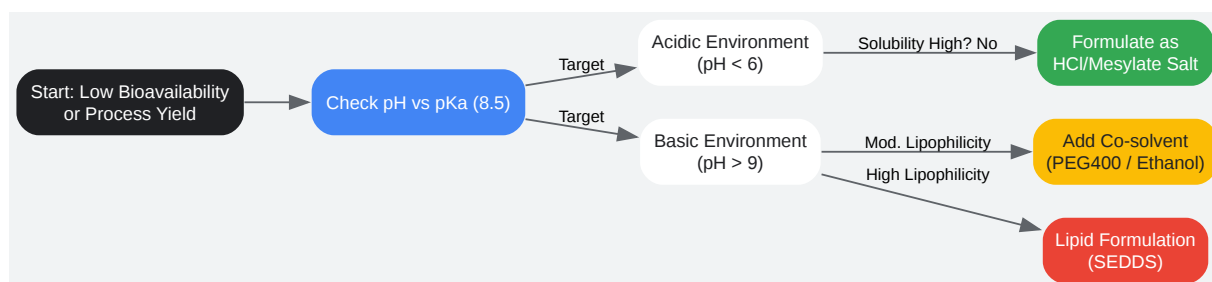 Start: Low Bioavailability
or Process Yield
Check pH vs pKa (8.5)
Target
Target
Acidic Environment
(pH < 6)
Basic Environment
(pH > 9)
Solubility High? No
Mod. Lipophilicity
High Lipophilicity
Formulate as
HCl/Mesylate Salt
Add Co-solvent
(PEG400 / Ethanol)
Lipid Formulation
(SEDDS)